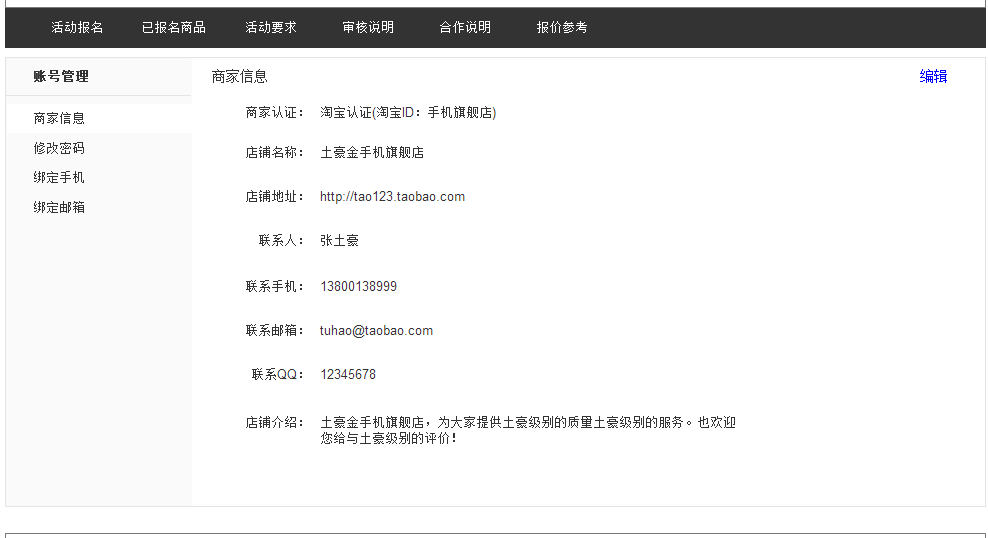 活动报名 已报名商品 活动要求 审核说明 合作说明 报价参考
账号管理
商家信息
修改密码
绑定手机
绑定邮箱
商家信息 编辑
商家认证： 淘宝认证(淘宝ID：手机旗舰店)
店铺名称： 土豪金手机旗舰店
店铺地址： http://tao123.taobao.com
联系人： 张土豪
联系手机： 13800138999
联系邮箱： tuhao@taobao.com
联系QQ： 12345678
店铺介绍： 土豪金手机旗舰店，为大家提供土豪级别的质量土豪级别的服务。也欢迎
您给与土豪级别的评价！